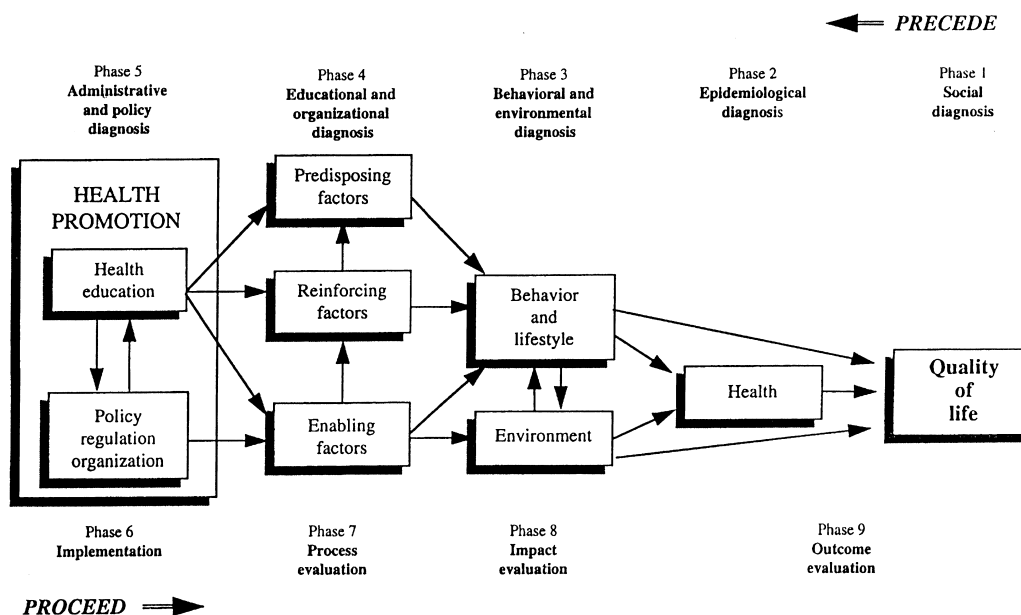 PRECEDE
Phase 5
Administrative
and policy
diagnosis
Phase 4
Educational and
organizational
diagnosis
Phase 3
Behavioral and
environmental
diagnosis
Phase 2
Epidemiological
diagnosis
Phase 1
Social
diagnosis
HEALTH
PROMOTION
Health
education
Policy
regulation
organization
Predisposing
factors
Reinforcing
factors
Enabling
factors
Behavior
and
lifestyle
Environment
Health
Quality
of
life
Phase 6
Implementation
Phase 7
Process
evaluation
Phase 8
Impact
evaluation
Phase 9
Outcome
evaluation
PROCEED